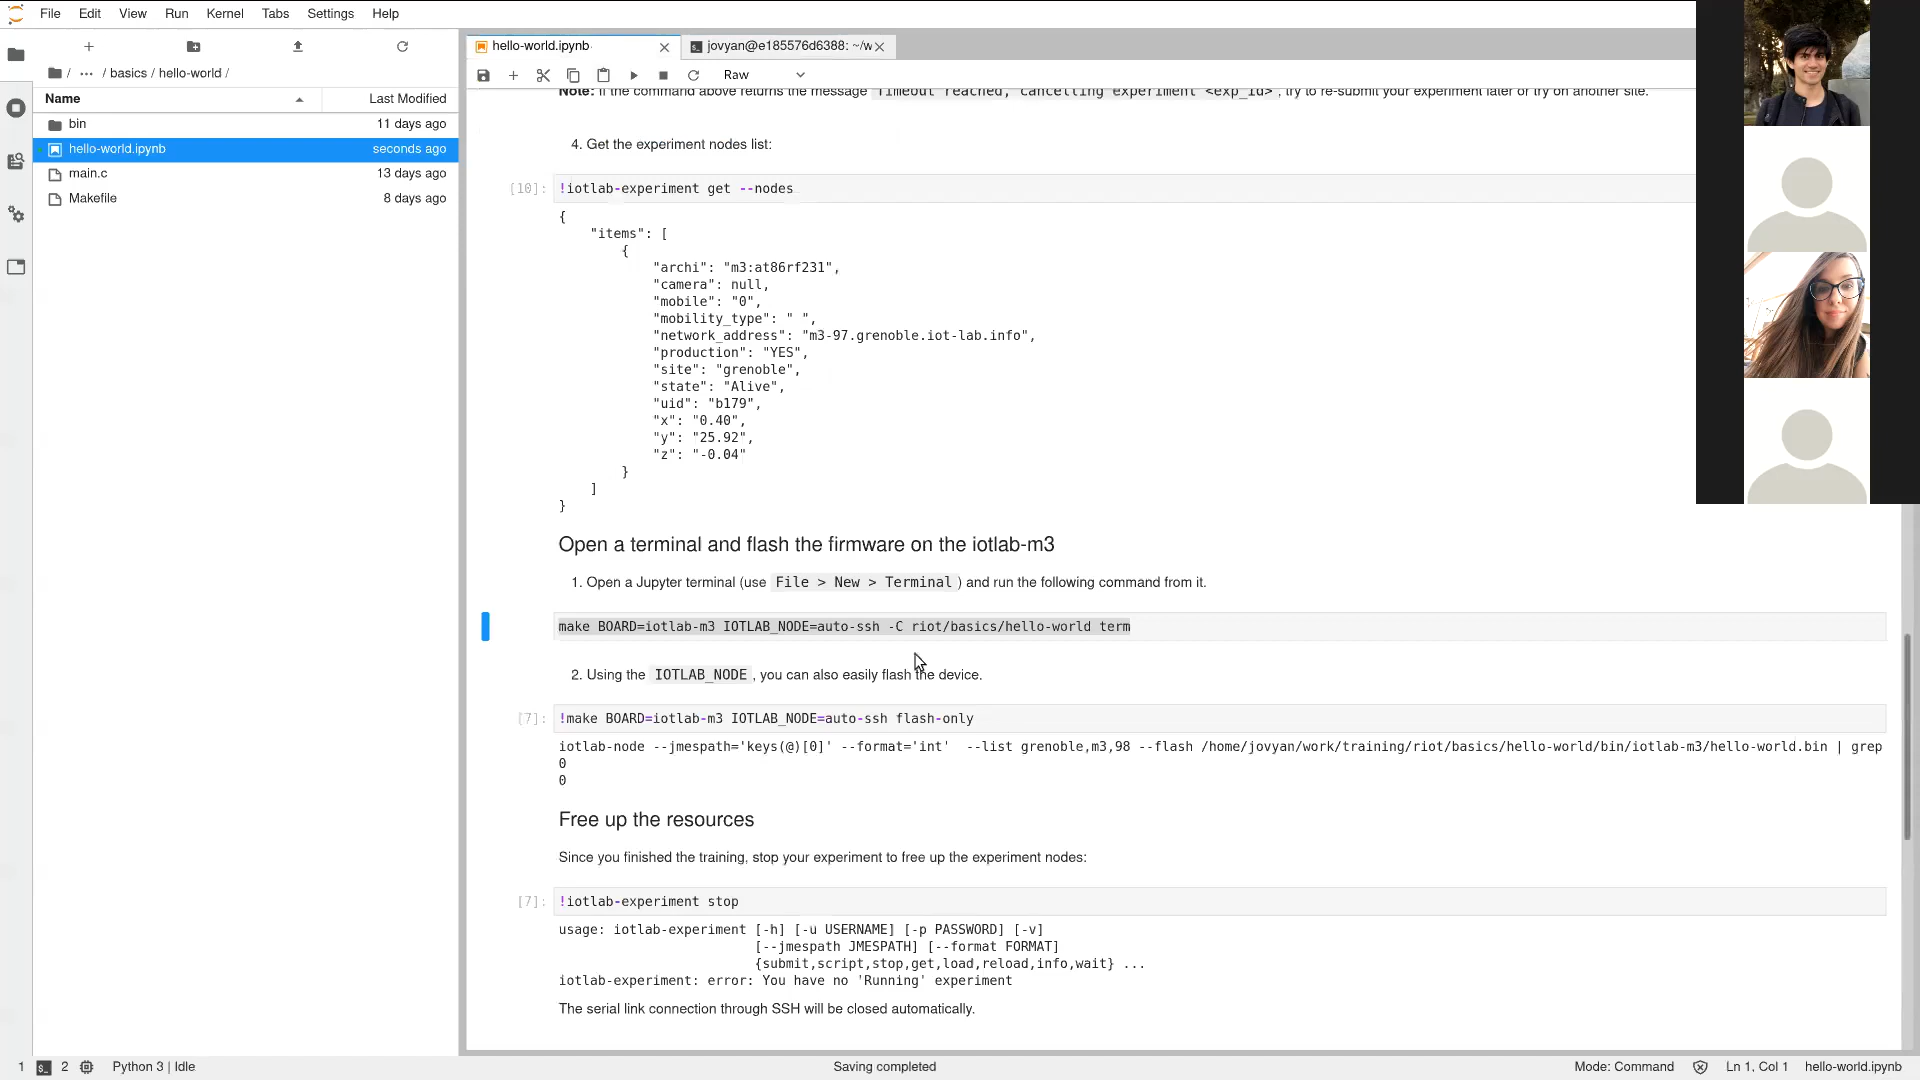 File Edit View Run Kernel Tabs Settings Help
hello-world.ipynb
jovyan@e185576d6388: ~/w
/ ··· / basics / hello-world /
Raw
Name Last Modified
bin 11 days ago
hello-world.ipynb seconds ago
main.c 13 days ago
Makefile 8 days ago
Note: If the command above returns the message Timeout reached, cancelling experiment <exp_id> , try to re-submit your experiment later or try on another site.
4. Get the experiment nodes list:
[10]: !iotlab-experiment get --nodes
{
"items": [
{
"archi": "m3:at86rf231",
"camera": null,
"mobile": "0",
"mobility_type": " ",
"network_address": "m3-97.grenoble.iot-lab.info",
"production": "YES",
"site": "grenoble",
"state": "Alive",
"uid": "b179",
"x": "0.40",
"y": "25.92",
"z": "-0.04"
}
]
}
Open a terminal and flash the firmware on the iotlab-m3
1. Open a Jupyter terminal (use File > New > Terminal ) and run the following command from it.
make BOARD=iotlab-m3 IOTLAB_NODE=auto-ssh -C riot/basics/hello-world term
2. Using the IOTLAB_NODE , you can also easily flash the device.
[7]: !make BOARD=iotlab-m3 IOTLAB_NODE=auto-ssh flash-only
iotlab-node --jmespath='keys(@)[0]' --format='int' --list grenoble,m3,98 --flash /home/jovyan/work/training/riot/basics/hello-world/bin/iotlab-m3/hello-world.bin | grep
0
0
Free up the resources
Since you finished the training, stop your experiment to free up the experiment nodes:
[7]: !iotlab-experiment stop
usage: iotlab-experiment [-h] [-u USERNAME] [-p PASSWORD] [-v]
[--jmespath JMESPATH] [--format FORMAT]
{submit,script,stop,get,load,reload,info,wait} ...
iotlab-experiment: error: You have no 'Running' experiment
The serial link connection through SSH will be closed automatically.
1 2 Python 3 | Idle Saving completed Mode: Command Ln 1, Col 1 hello-world.ipynb